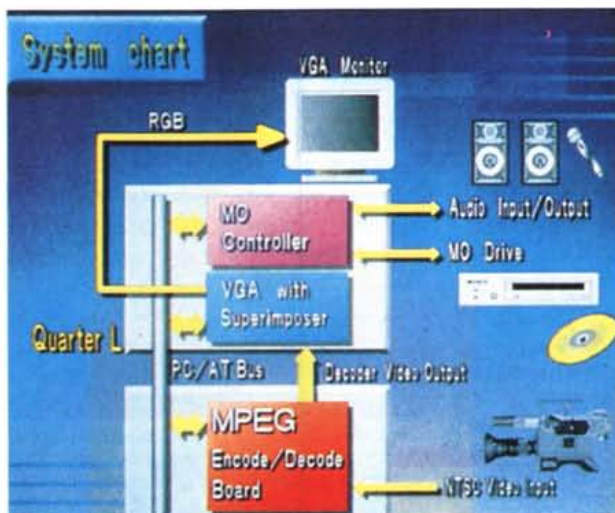 System chart
VGA Monitor
RGB
MO
Controller
Audio Input/Output
MO Drive
VGA with
Superimposer
Quarter L
PC/AT Bus
Decoder Video Output
MPEG
Encode/Decode
Board
NTSC Video Input